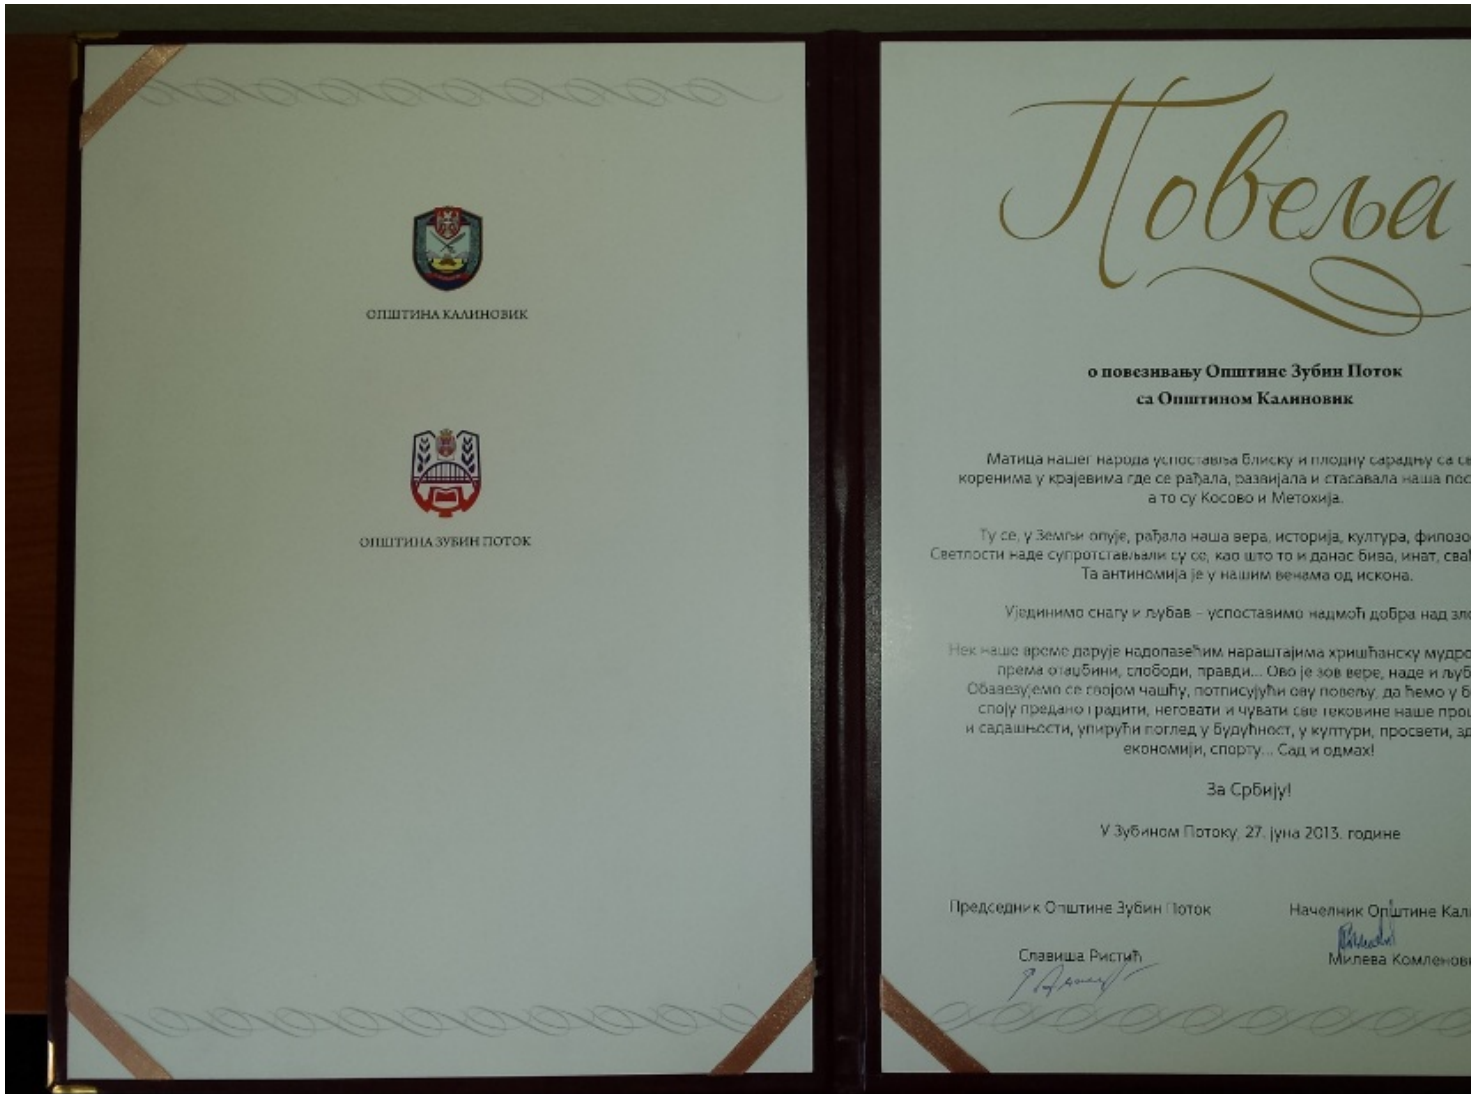 ОПШТИНА КАЛИНОВИК
ОПШТИНА ЗУБИН ПОТОК
Повеља
о повезивању Општине Зубин Поток
са Општином Калиновик
Матица нашег народа успоставља блиску и плодну сарадњу са
коренима у крајевима где се рађала, развијала и стасавала наша
а то су Косово и Метохија.
Ту се, у Земљи олује, рађала наша вера, историја, култура,
Светлости наде супротстављали су се, као што то и данас бива, инат,
Та антиномија је у нашим венама од искона.
Ујединимо снагу и љубав – успоставимо надмоћ добра над
Нек наше време дарује надолазећим нараштајима хришћанску
према отаџбини, слободи, правди... Ово је зов вере, наде и
Обавезујемо се својом чашћу, потписујући ову повељу, да ћемо у
споју предано градити, неговати и чувати све тековине наше
и садашњости, упирући поглед у будућност, у култури, просвети,
економији, спорту... Сад и одмах!
За Србију!
У Зубином Потоку, 27. јуна 2013. године
Председник Општине Зубин Поток
Начелник Општине
Славиша Ристић
Милева